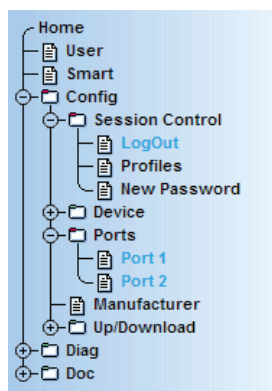 Home
User
Smart
Config
Session Control
LogOut
Profiles
New Password
Device
Ports
Port 1
Port 2
Manufacturer
Up/Download
Diag
Doc